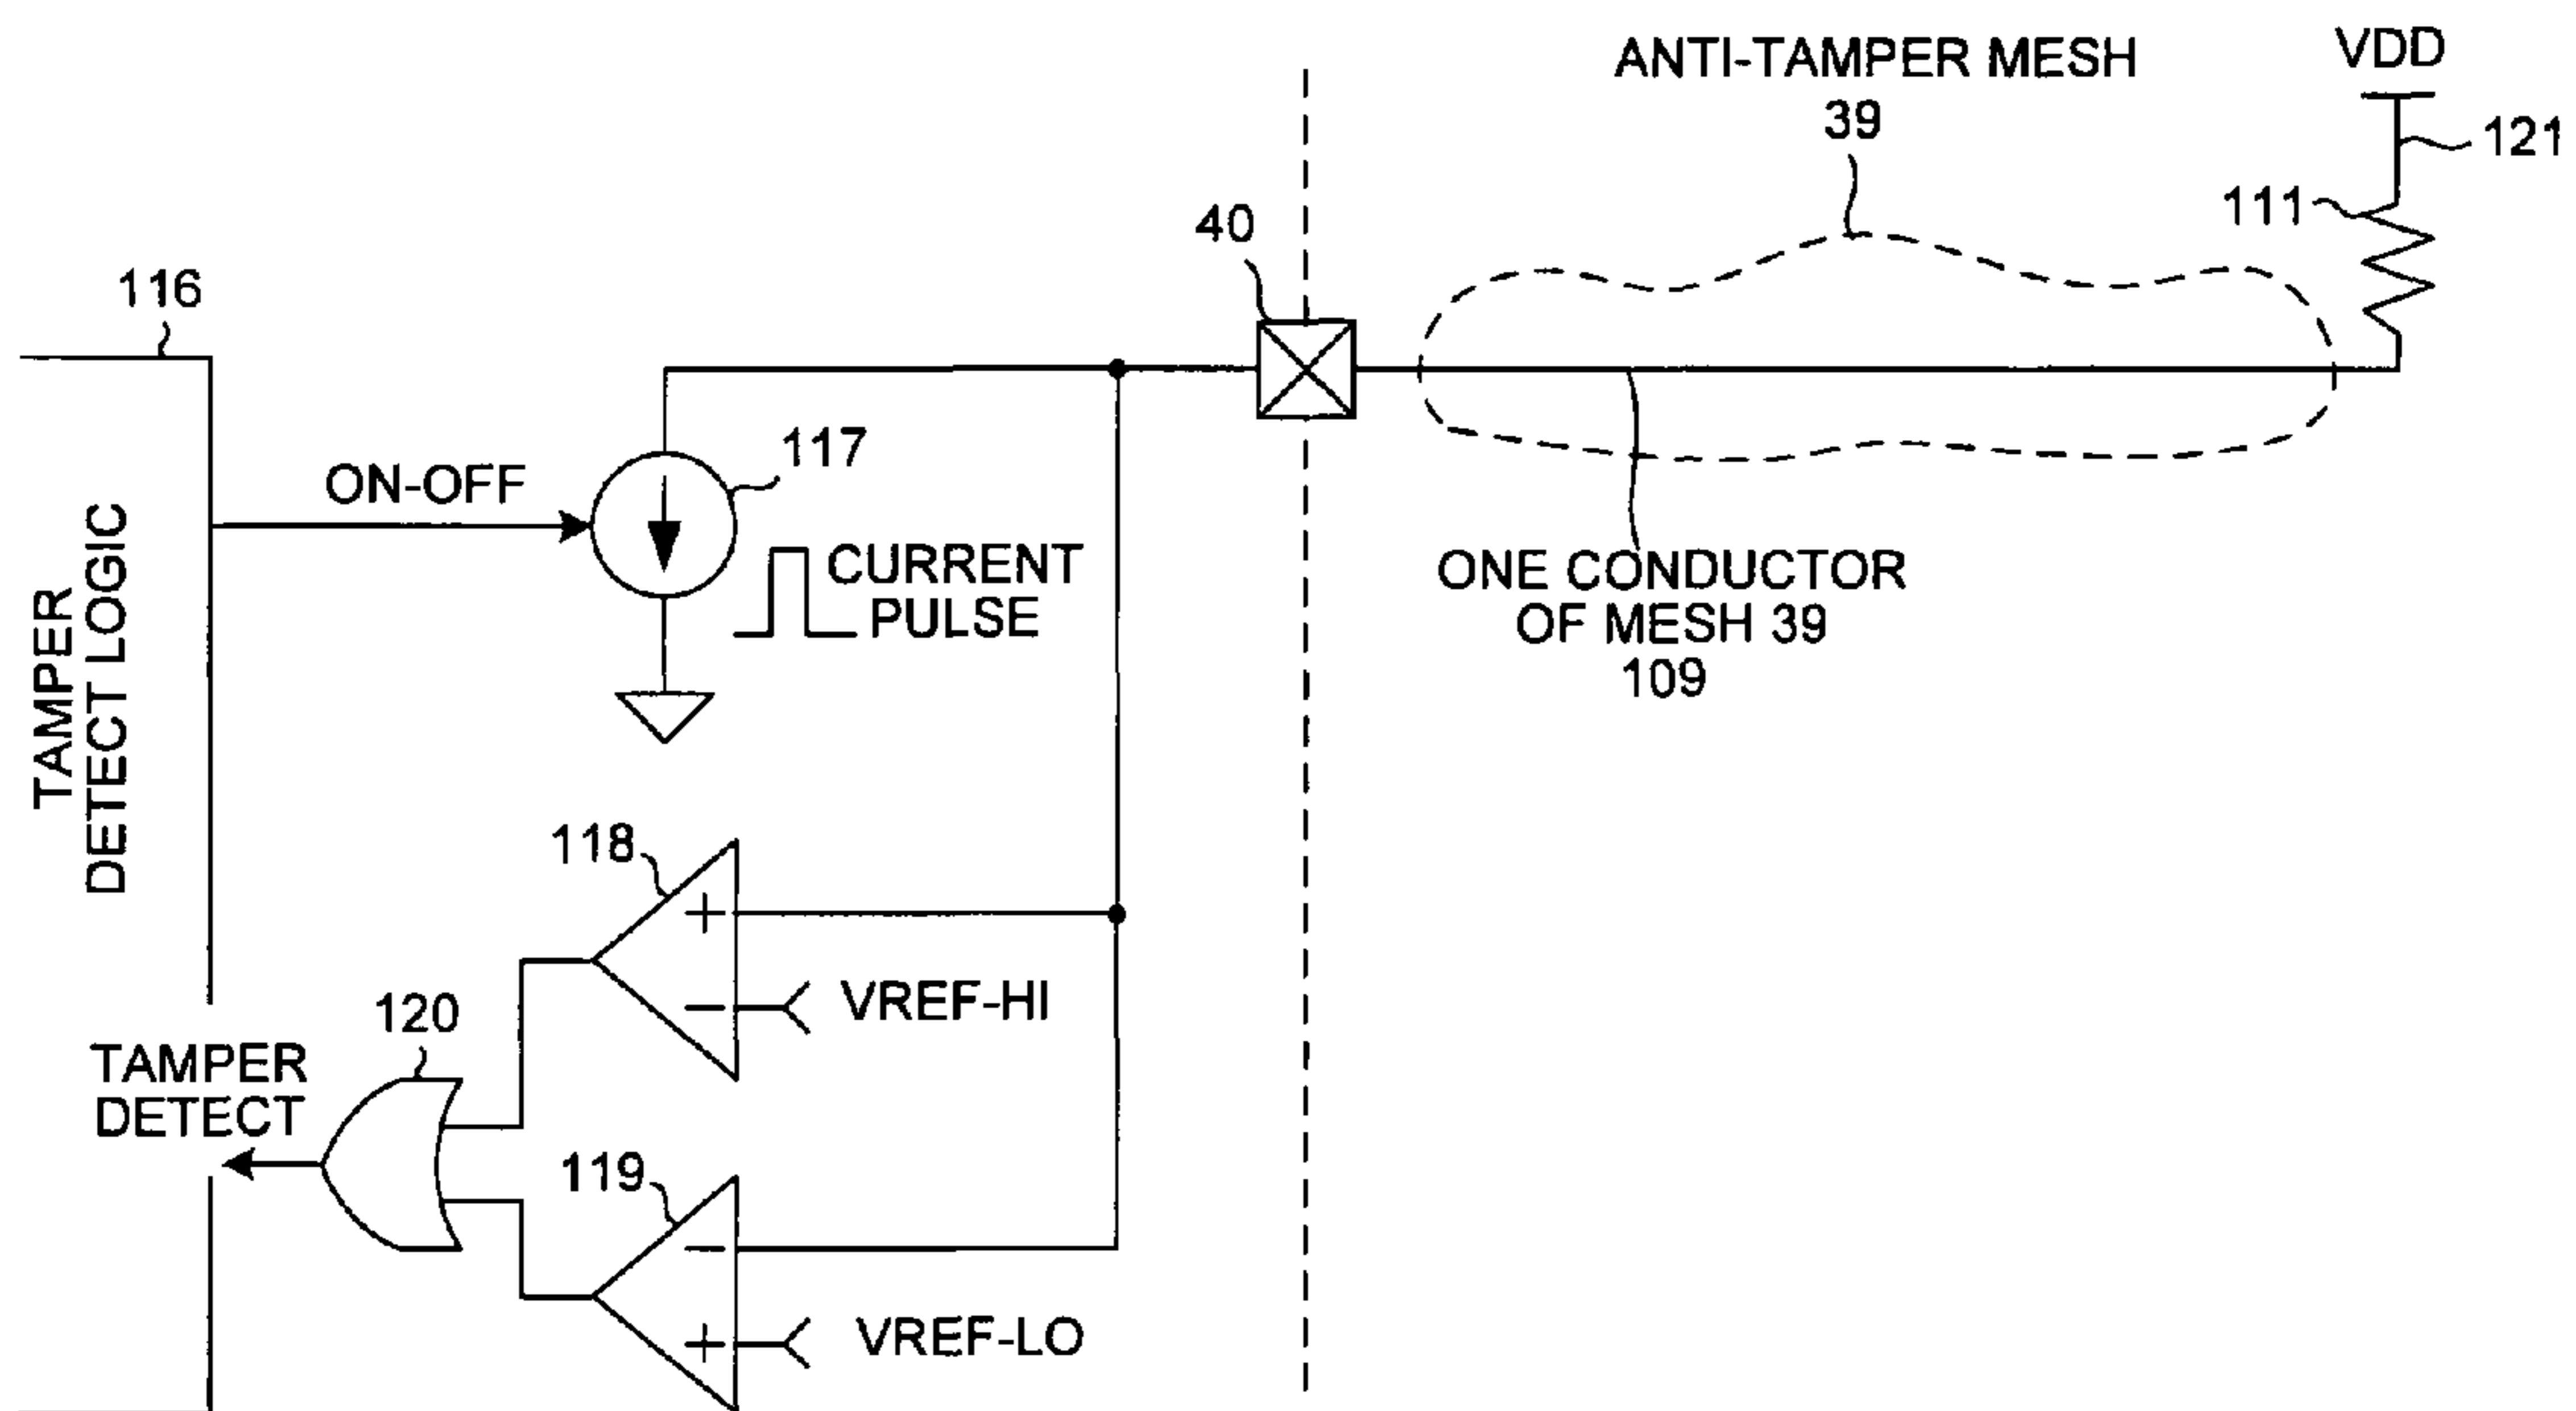 ANTI-TAMPER MESH
39
VDD
121
111
40
116
117
ON-OFF
CURRENT
PULSE
ONE CONDUCTOR
OF MESH 39
109
TAMPER
DETECT LOGIC
118
+
−
VREF-HI
120
TAMPER
DETECT
119
−
+
VREF-LO